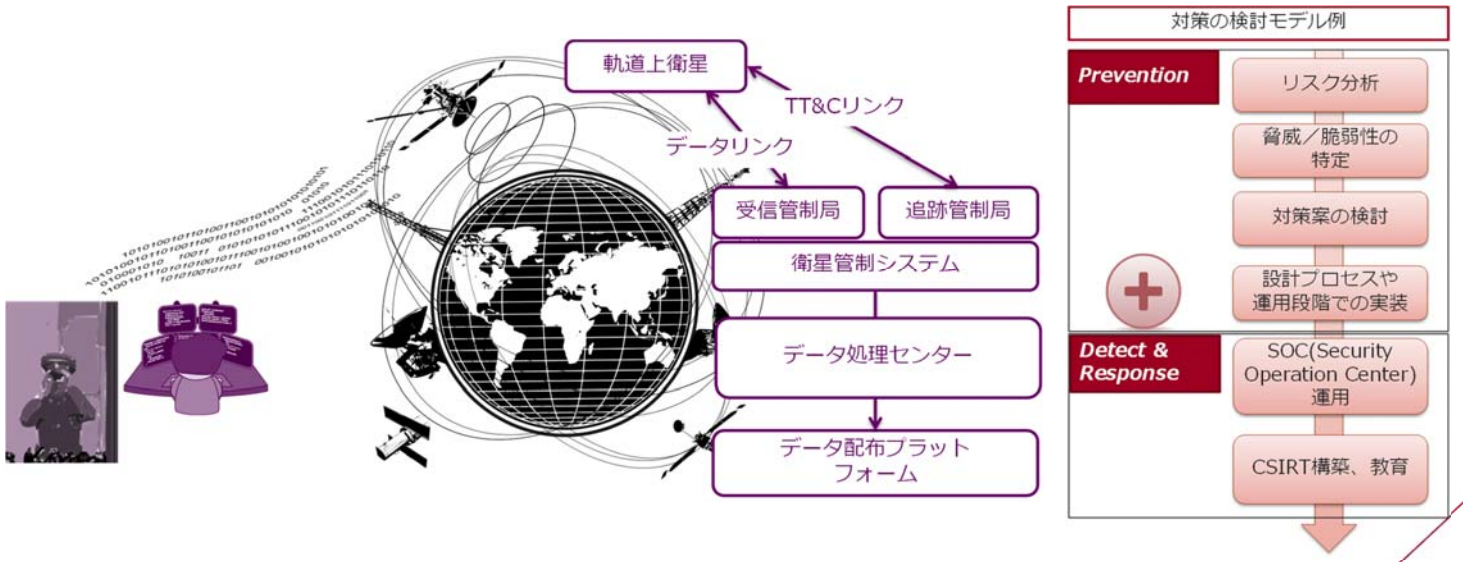 軌道上衛星
TT&Cリンク
データリンク
受信管制局
追跡管制局
衛星管制システム
データ処理センター
データ配布プラット
フォーム
対策の検討モデル例
Prevention
リスク分析
脅威／脆弱性の
特定
対策案の検討
設計プロセスや
運用段階での実装
Detect &
Response
SOC(Security
Operation Center)
運用
CSIRT構築、教育